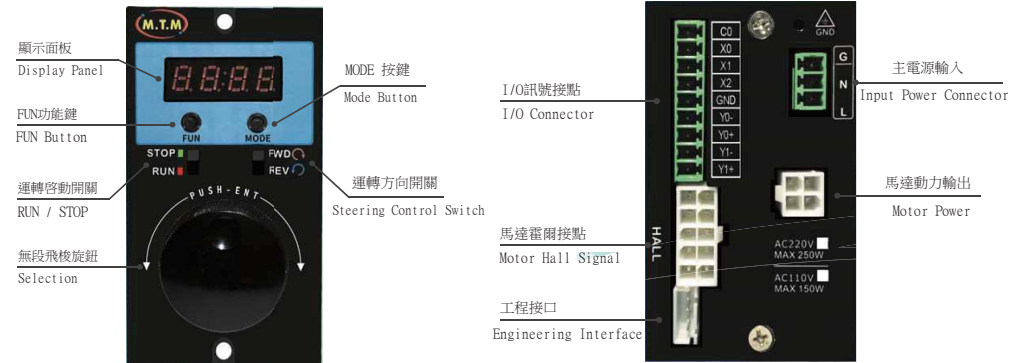 M.T.M
顯示面板
Display Panel
8888
MODE 按鍵
Mode Button
FUN功能鍵
FUN Button
FUN
MODE
STOP
RUN
FWD
REV
運轉啓動開關
RUN / STOP
運轉方向開關
Steering Control Switch
PUSH-ENT
無段飛梭旋鈕
Selection
I/O訊號接點
I/O Connector
C0
X0
X1
X2
GND
Y0-
Y0+
Y1-
Y1+
GND
G
N
L
主電源輸入
Input Power Connector
馬達動力輸出
Motor Power
馬達霍爾接點
Motor Hall Signal
HALL
AC220V
MAX 250W
AC110V
MAX 150W
工程接口
Engineering Interface